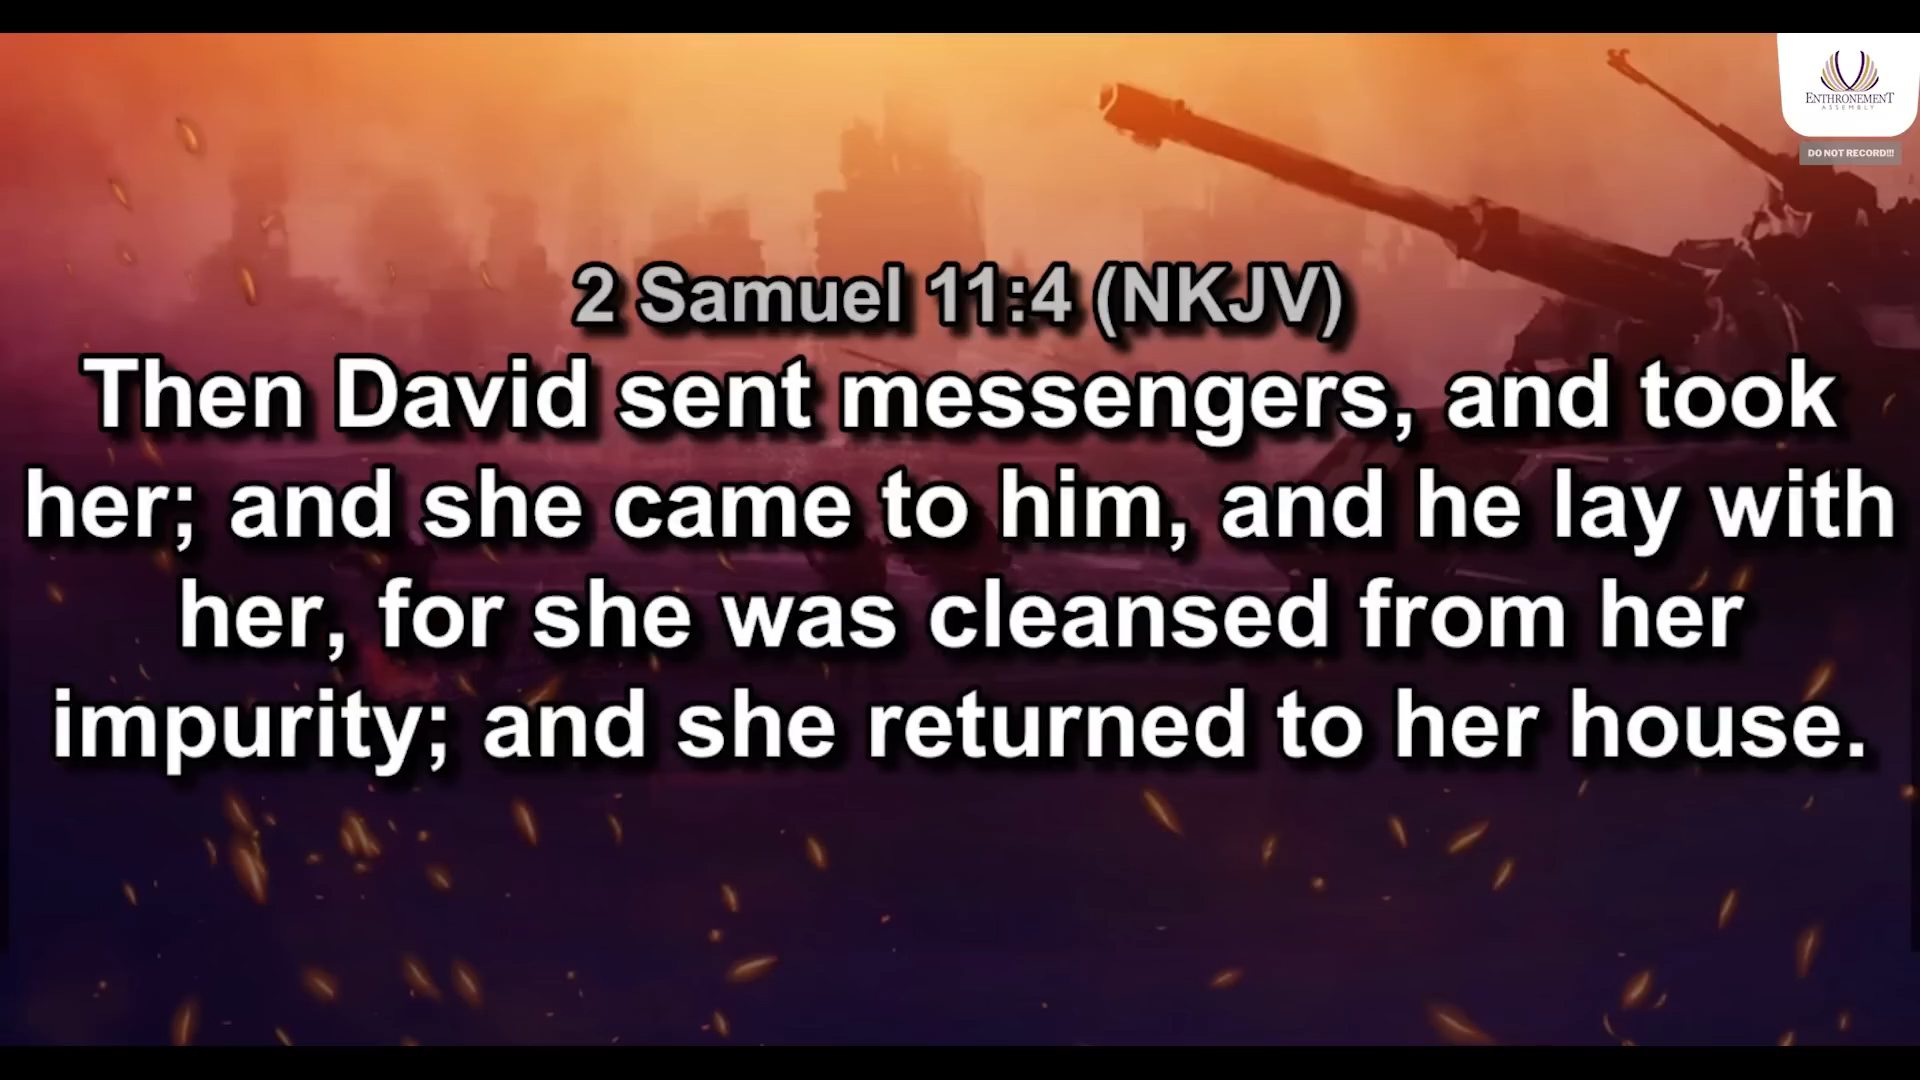 ENTHRONEMENT
ASSEMBLY
DO NOT RECORD!!!
2 Samuel 11:4 (NKJV)
Then David sent messengers, and took
her; and she came to him, and he lay with
her, for she was cleansed from her
impurity; and she returned to her house.